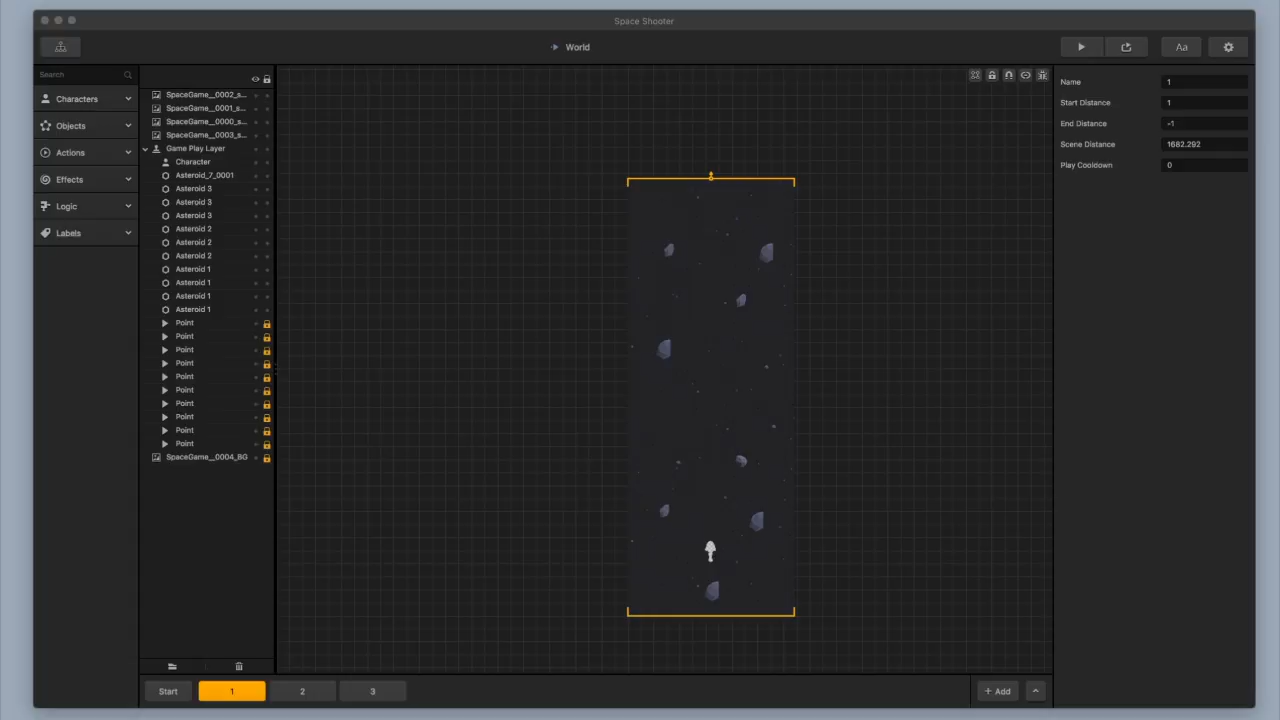 Space Shooter
World
Aa
Search
Characters
Objects
Actions
Effects
Logic
Labels
SpaceGame__0002_s...
SpaceGame__0001_s...
SpaceGame__0000_s...
SpaceGame__0003_s...
Game Play Layer
Character
Asteroid_7_0001
Asteroid 3
Asteroid 3
Asteroid 3
Asteroid 2
Asteroid 2
Asteroid 2
Asteroid 1
Asteroid 1
Asteroid 1
Asteroid 1
Point
Point
Point
Point
Point
Point
Point
Point
Point
Point
SpaceGame__0004_BG
Name 1
Start Distance 1
End Distance -1
Scene Distance 1682.292
Play Cooldown 0
Start 1 2 3 + Add